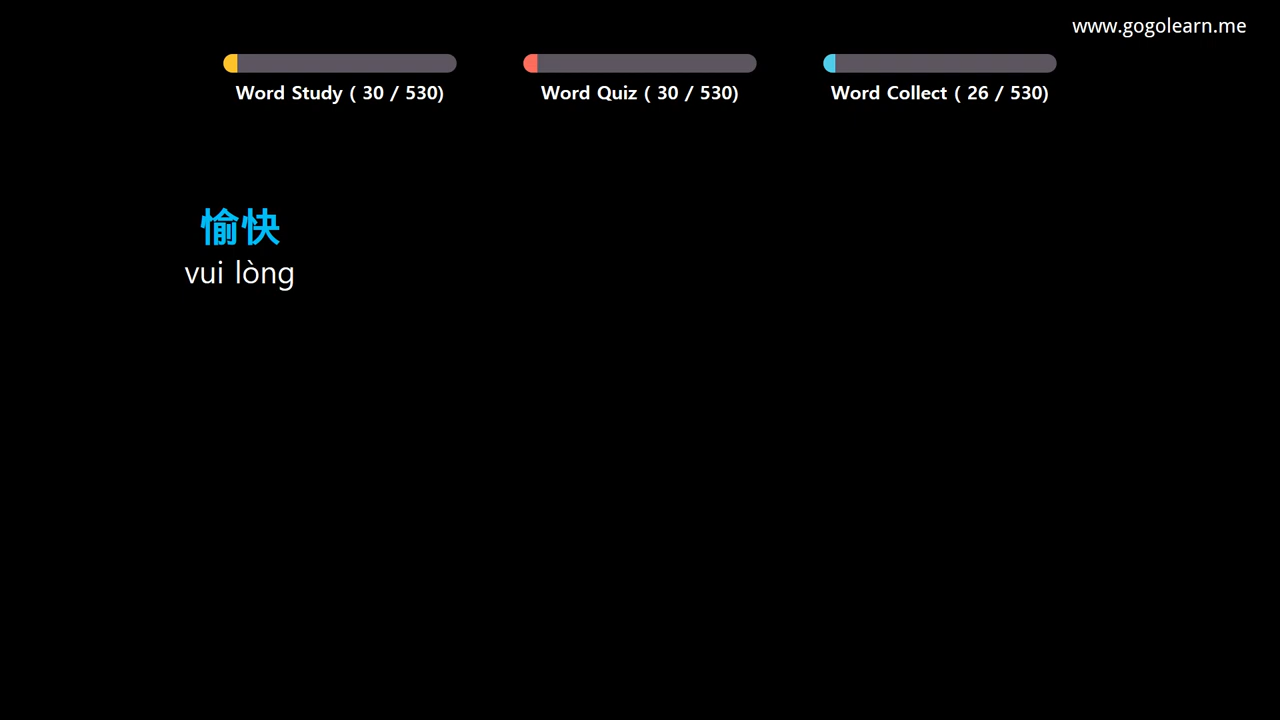 www.gogolearn.me
Word Study ( 30 / 530)
Word Quiz ( 30 / 530)
Word Collect ( 26 / 530)
愉快
vui lòng